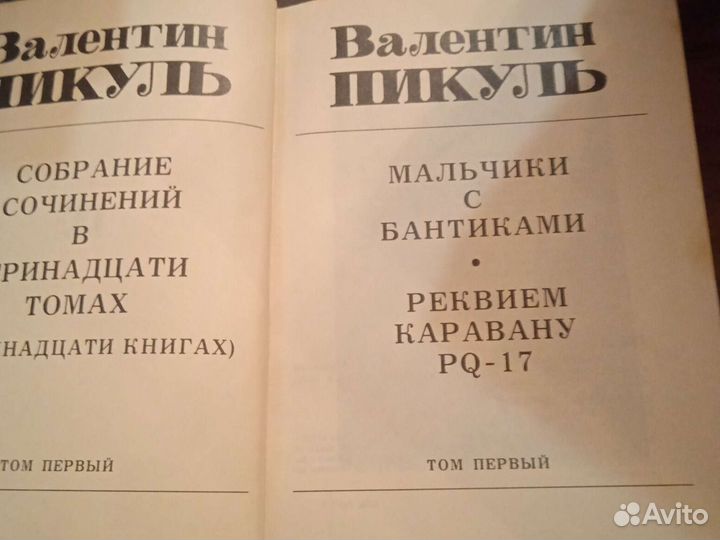 Валентин
ПИКУЛЬ
СОБРАНИЕ
СОЧИНЕНИЙ
В
ТРИНАДЦАТИ
ТОМАХ
НАДЦАТИ КНИГАХ)
ТОМ ПЕРВЫЙ
Валентин
ПИКУЛЬ
МАЛЬЧИКИ
С
БАНТИКАМИ
•
РЕКВИЕМ
КАРАВАНУ
PQ-17
ТОМ ПЕРВЫЙ
Avito